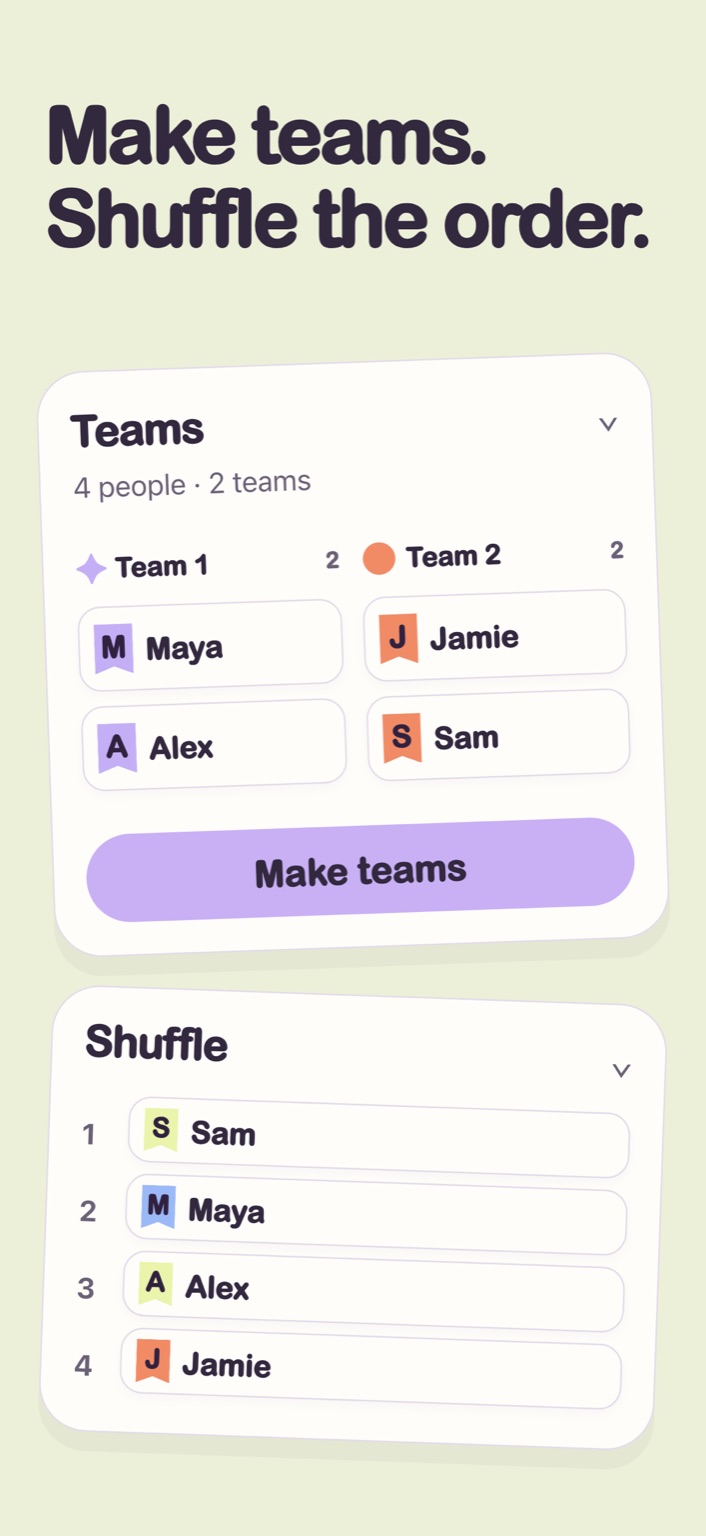 Make teams.
Shuffle the order.
Teams
4 people · 2 teams
Team 1 2
Team 2 2
M Maya
J Jamie
A Alex
S Sam
Make teams
Shuffle
1 S Sam
2 M Maya
3 A Alex
4 J Jamie